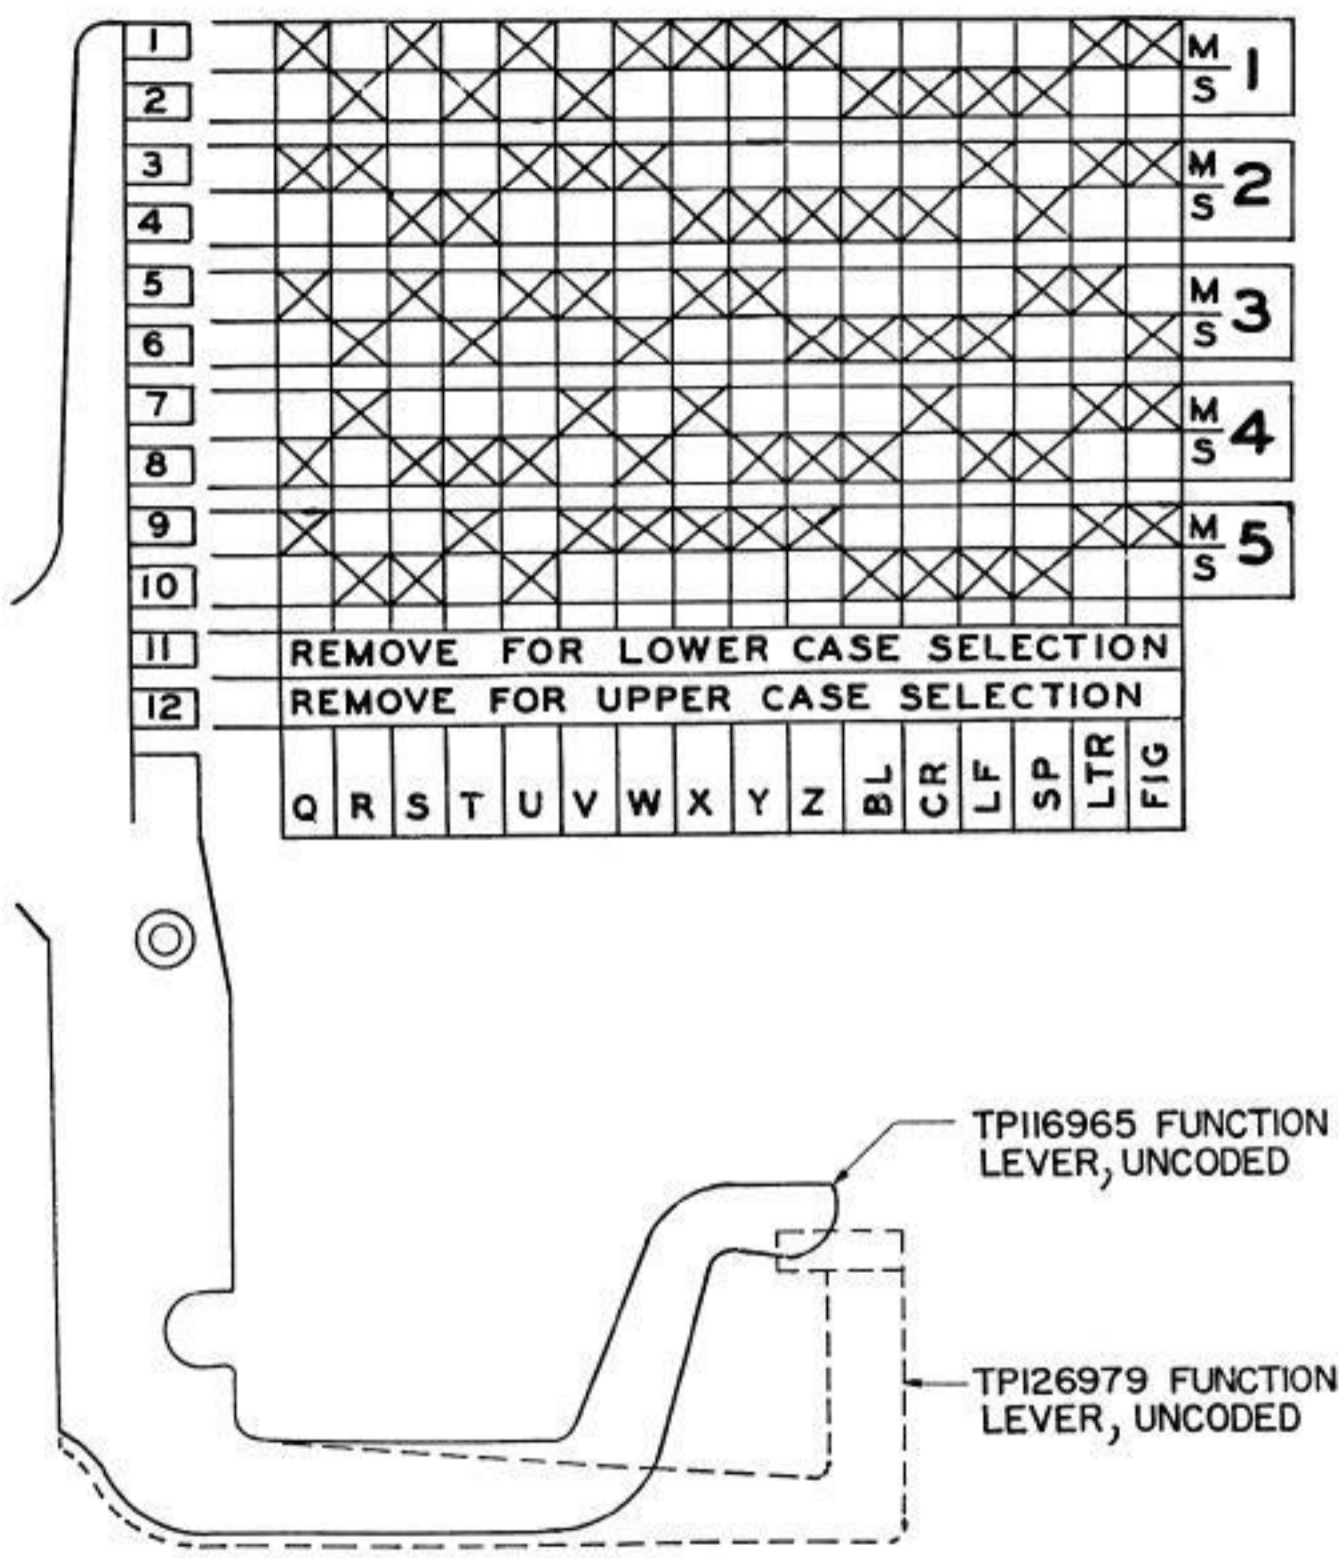 1 M 1
2 S
3 M 2
4 S
5 M 3
6 S
7 M 4
8 S
9 M 5
10 S
11 REMOVE FOR LOWER CASE SELECTION
12 REMOVE FOR UPPER CASE SELECTION
Q R S T U V W X Y Z BL CR LF SP LTR FIG
TP116965 FUNCTION
LEVER, UNCODED
TP126979 FUNCTION
LEVER, UNCODED